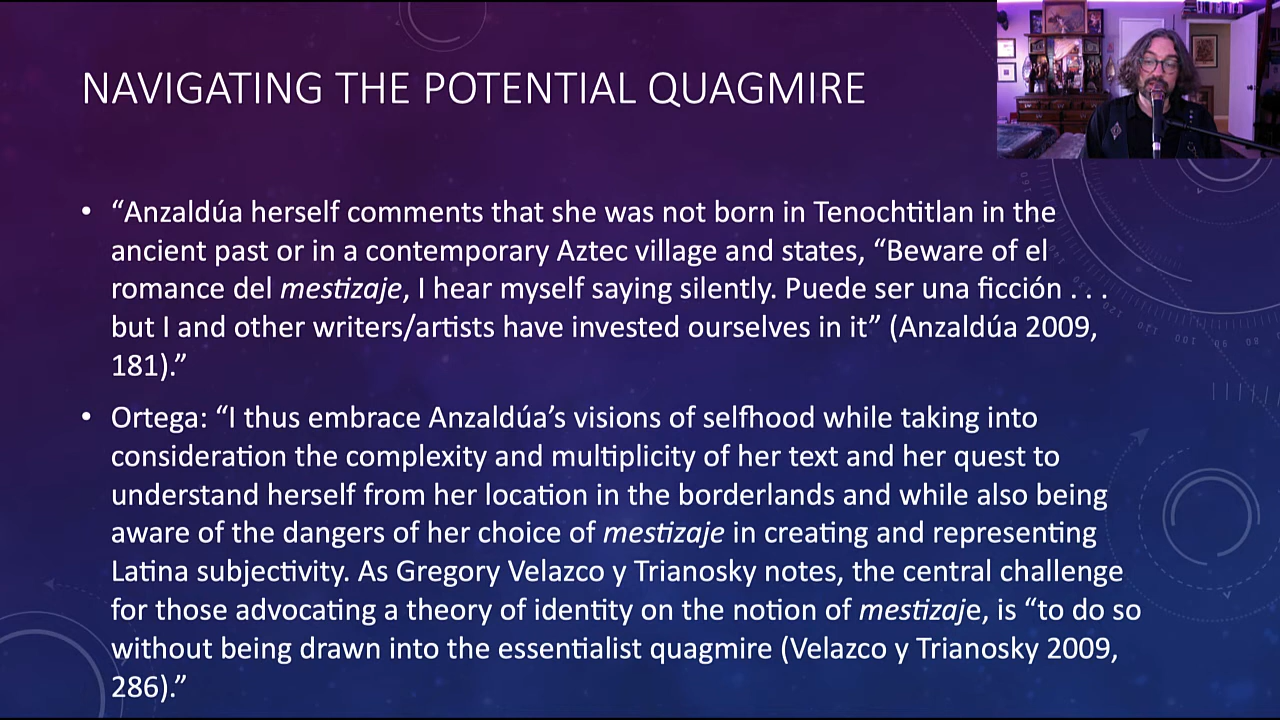 NAVIGATING THE POTENTIAL QUAGMIRE
• “Anzaldúa herself comments that she was not born in Tenochtitlan in the
ancient past or in a contemporary Aztec village and states, “Beware of el
romance del mestizaje, I hear myself saying silently. Puede ser una ficción . . .
but I and other writers/artists have invested ourselves in it” (Anzaldúa 2009,
181).”
• Ortega: “I thus embrace Anzaldúa’s visions of selfhood while taking into
consideration the complexity and multiplicity of her text and her quest to
understand herself from her location in the borderlands and while also being
aware of the dangers of her choice of mestizaje in creating and representing
Latina subjectivity. As Gregory Velazco y Trianosky notes, the central challenge
for those advocating a theory of identity on the notion of mestizaje, is “to do so
without being drawn into the essentialist quagmire (Velazco y Trianosky 2009,
286).”
160
120
110
100
90
80